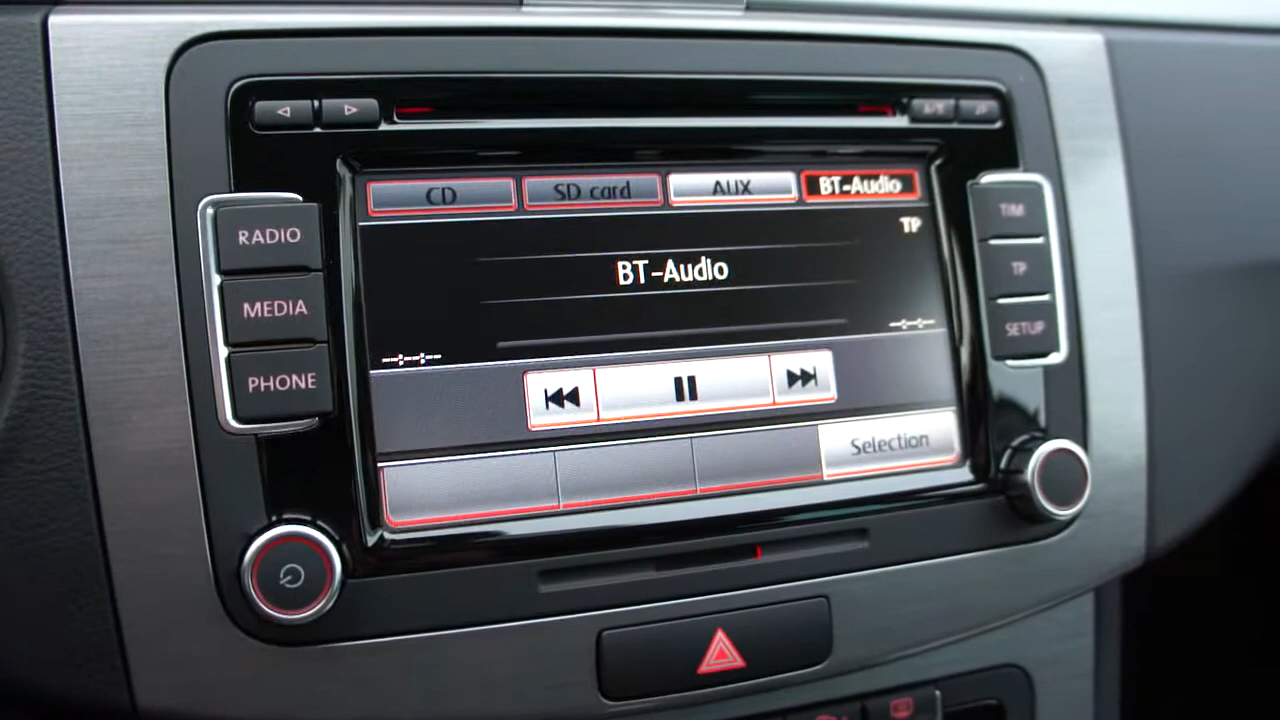 CD
SD card
AUX
BT-Audio
TP
BT-Audio
--:--:--
--:--:--
Selection
RADIO
MEDIA
PHONE
TIM
TP
SETUP